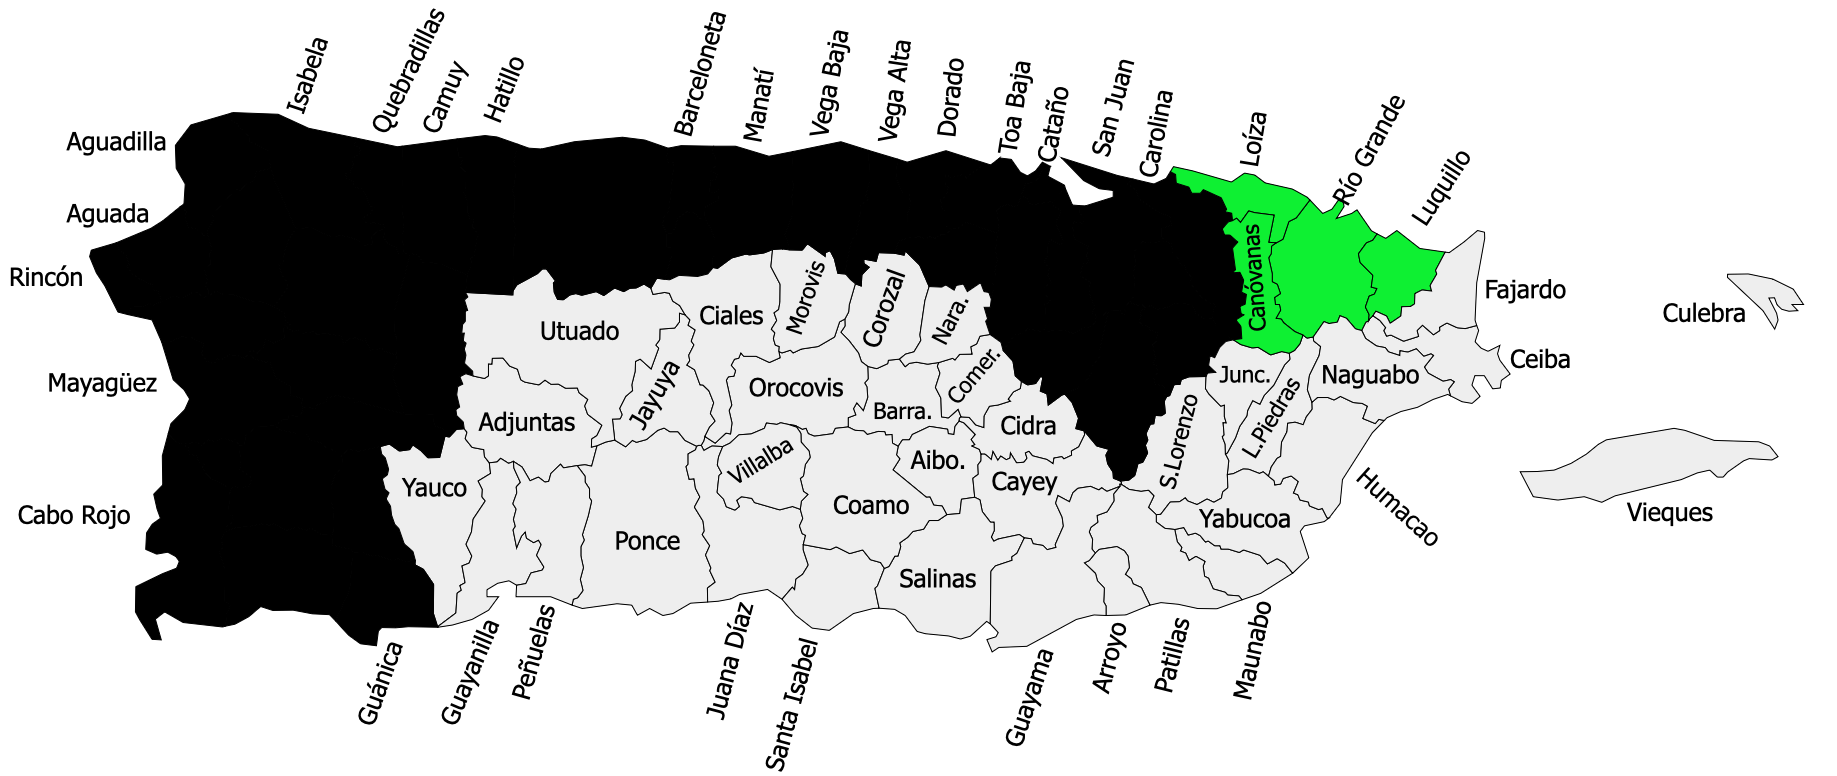 Isabela
Quebradillas
Camuy
Hatillo
Barceloneta
Manatí
Vega Baja
Vega Alta
Dorado
Toa Baja
Cataño
San Juan
Carolina
Loíza
Río Grande
Luquillo
Aguadilla
Aguada
Rincón
Mayagüez
Cabo Rojo
Canóvanas
Fajardo
Culebra
Ceiba
Vieques
Utuado
Ciales
Morovis
Corozal
Nara.
Adjuntas
Jayuya
Orocovis
Barra.
Comer.
Cidra
Junc.
L.Piedras
Naguabo
S.Lorenzo
Yauco
Villalba
Aibo.
Cayey
Coamo
Ponce
Salinas
Yabucoa
Humacao
Guánica
Guayanilla
Peñuelas
Juana Díaz
Santa Isabel
Guayama
Arroyo
Patillas
Maunabo